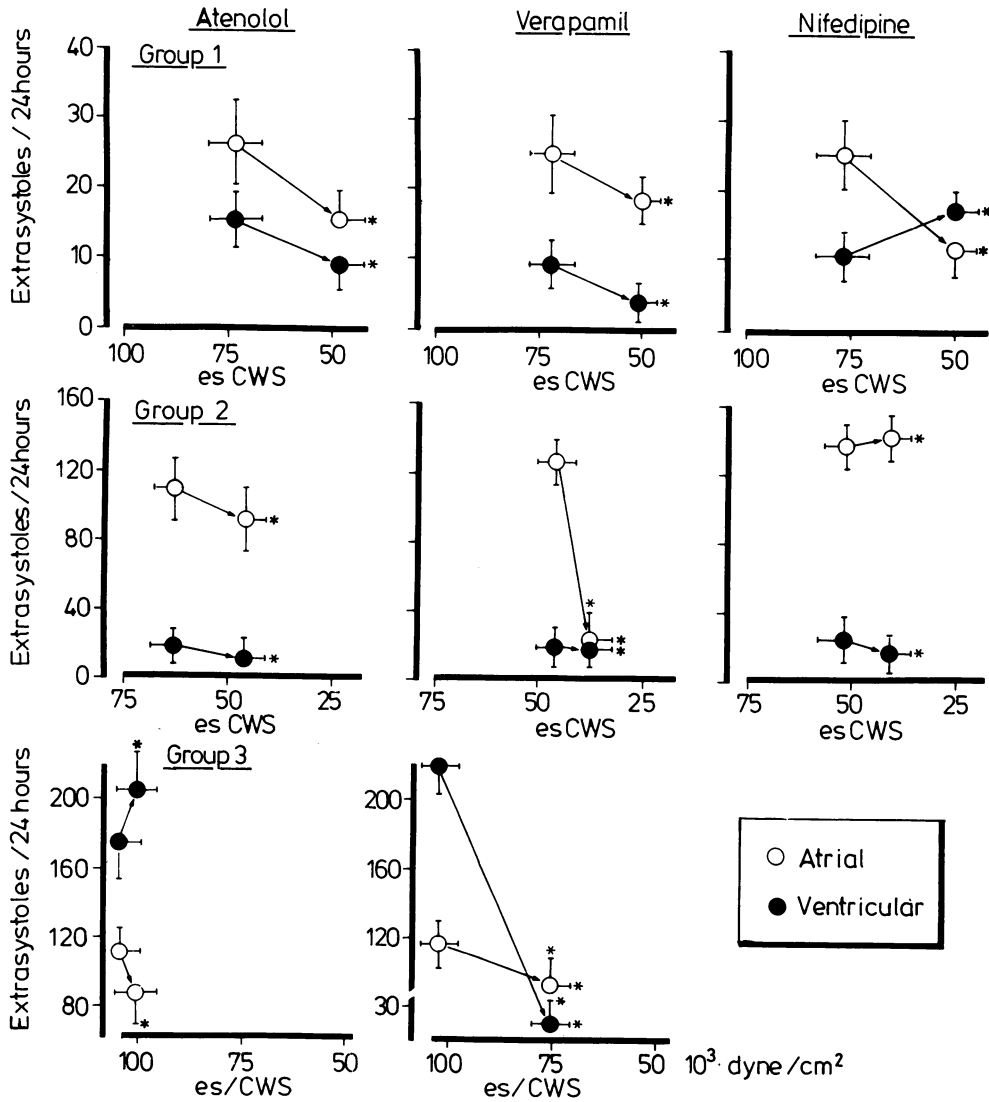 Atenolol Verapamil Nifedipine
Group 1
Extrasystoles / 24hours
40
30
20
10
0
*
*
*
*
*
*
100 75 50
es CWS
100 75 50
es CWS
100 75 50
es CWS
Group 2
Extrasystoles/24hours
160
120
80
40
0
*
*
*
*
*
*
*
75 50 25
es CWS
75 50 25
es CWS
75 50 25
es CWS
Group 3
Extrasystoles /24 hours
200
160
120
80
*
*
100 75 50
es/CWS
200
160
120
30
*
*
*
*
100 75 50
es/CWS
10³· dyne/cm²
Atrial
Ventricular